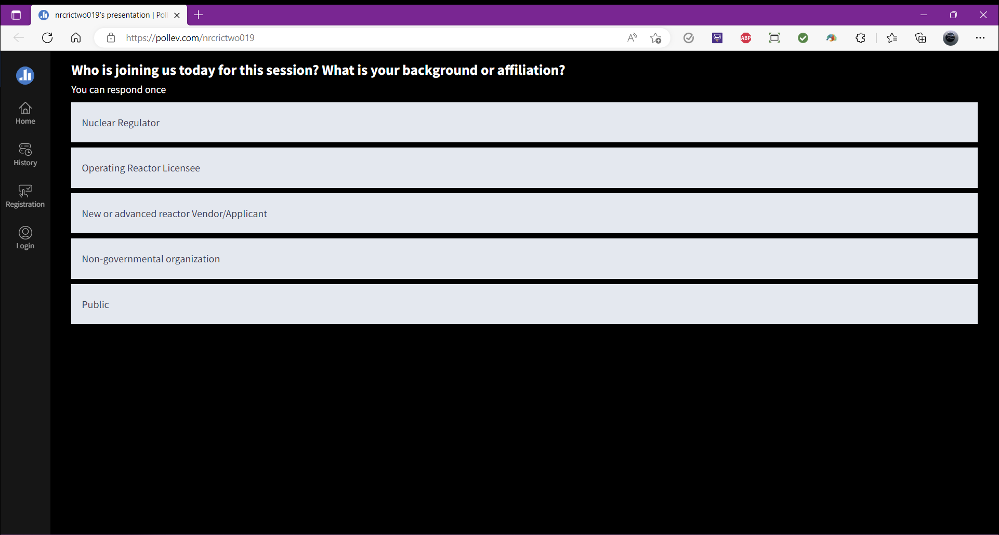 nrcrictwo019's presentation | Pol
https://pollev.com/nrcrictwo019
A
ABP
Home
History
Registration
Login
Who is joining us today for this session? What is your background or affiliation?
You can respond once
Nuclear Regulator
Operating Reactor Licensee
New or advanced reactor Vendor/Applicant
Non-governmental organization
Public